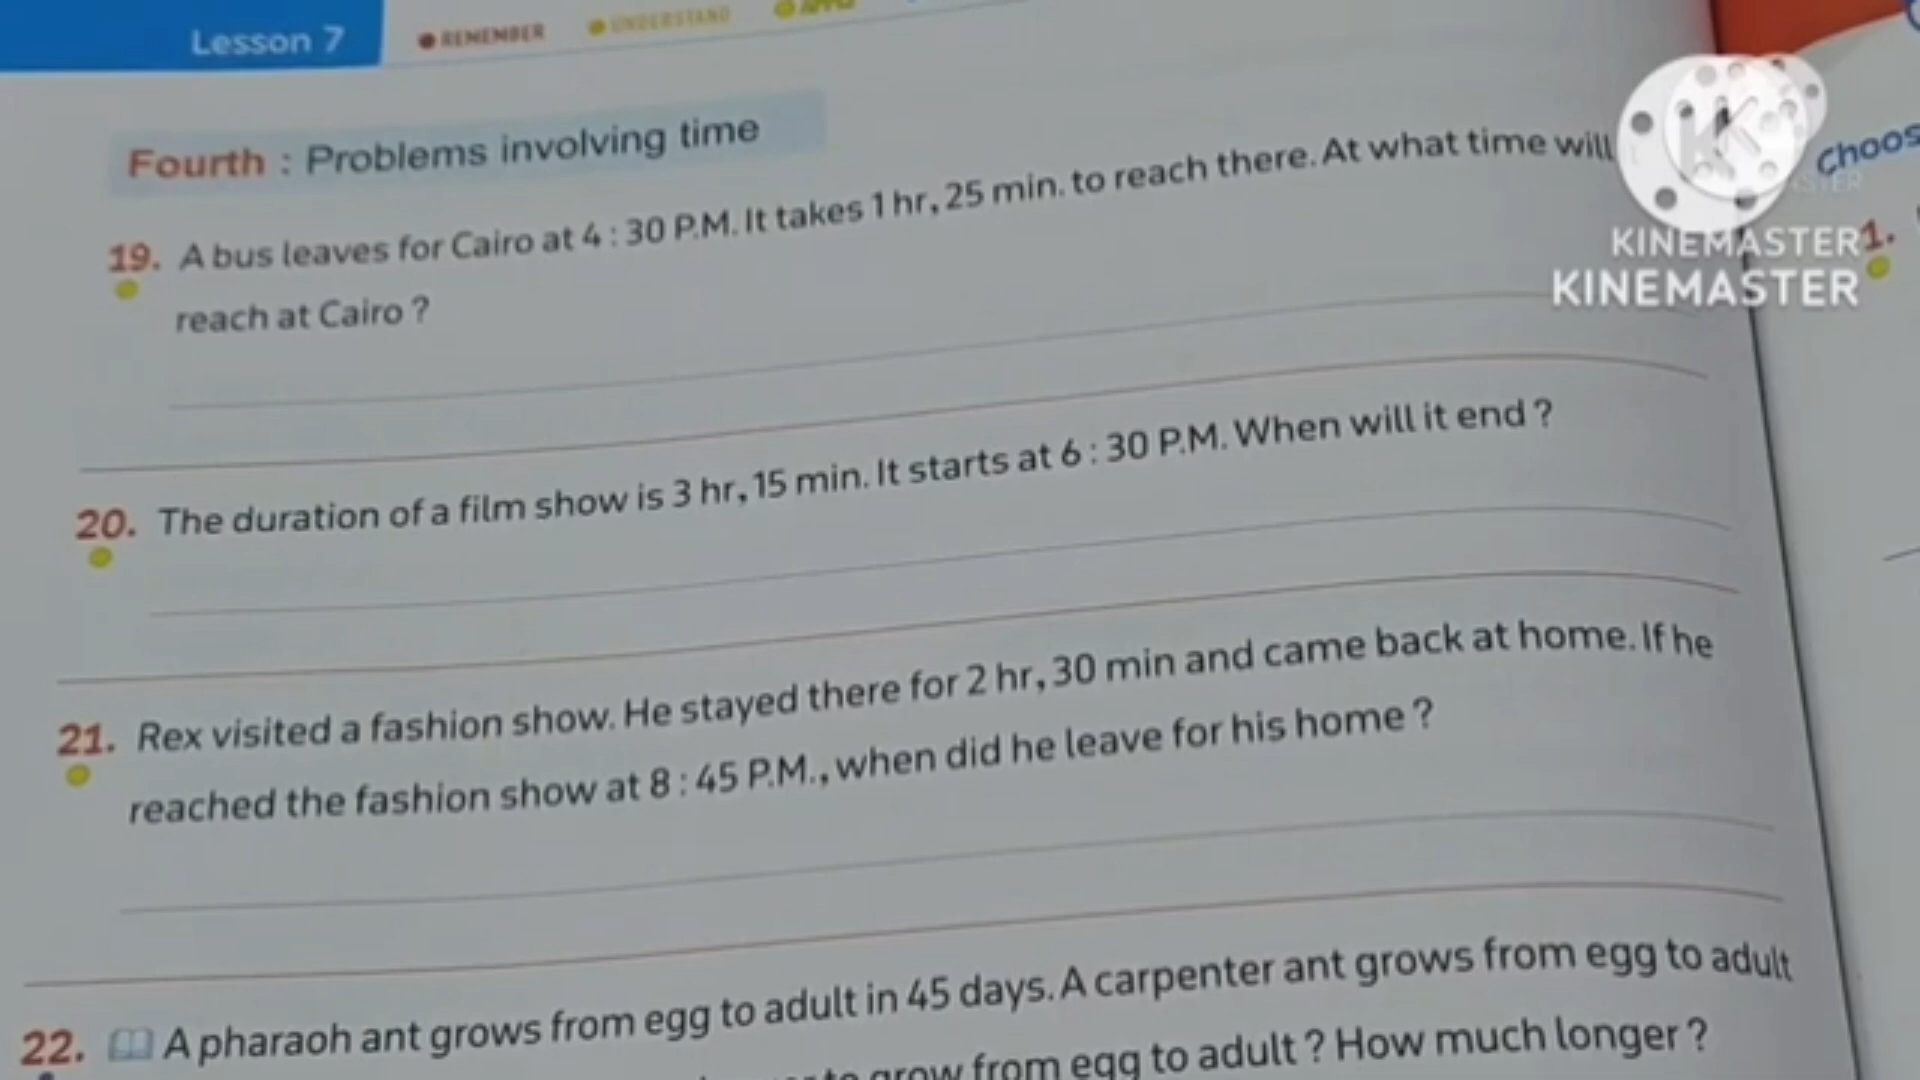 Lesson 7
REMEMBER UNDERSTAND APPLY
Fourth : Problems involving time
19. A bus leaves for Cairo at 4 : 30 P.M. It takes 1 hr, 25 min. to reach there. At what time will
reach at Cairo ?
20. The duration of a film show is 3 hr, 15 min. It starts at 6 : 30 P.M. When will it end ?
21. Rex visited a fashion show. He stayed there for 2 hr, 30 min and came back at home. If he
reached the fashion show at 8 : 45 P.M., when did he leave for his home ?
22. A pharaoh ant grows from egg to adult in 45 days. A carpenter ant grows from egg to adult
grow from egg to adult ? How much longer ?
Choos
1.
KINEMASTER
KINEMASTER